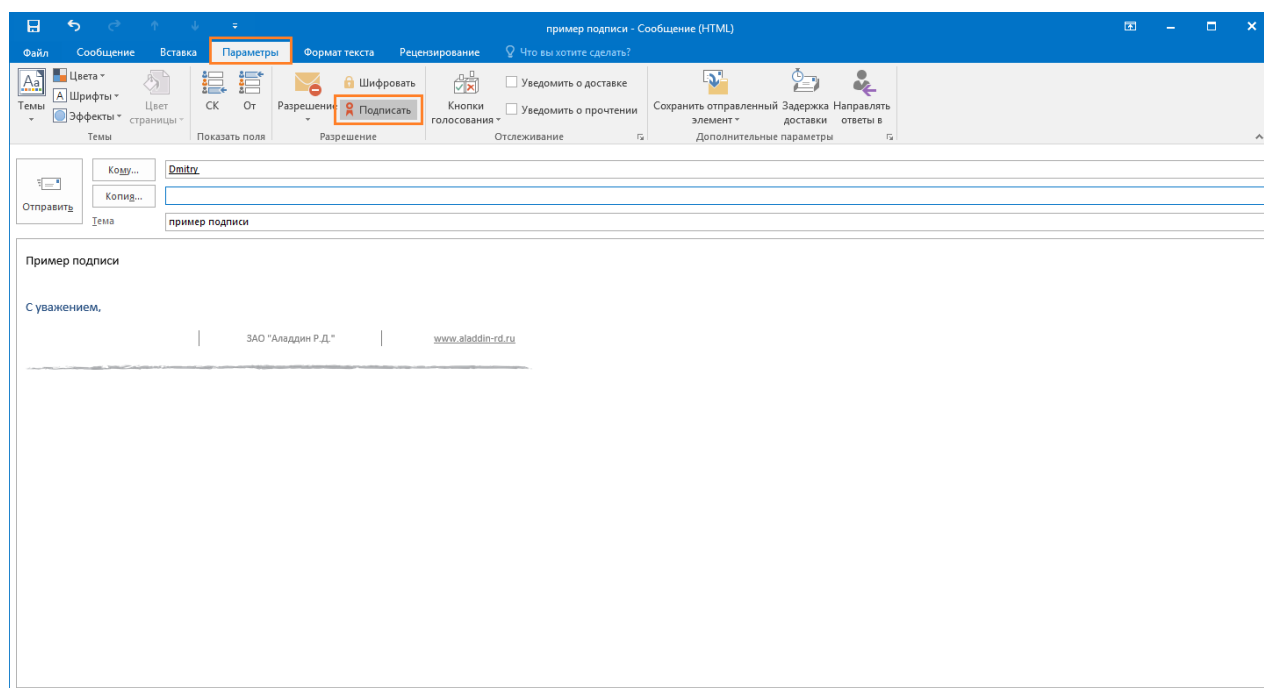 пример подписи - Сообщение (HTML)
Файл Сообщение Вставка Параметры Формат текста Рецензирование Что вы хотите сделать?
Aa
Темы
Цвета
A Шрифты
Эффекты
Цвет
страницы
Темы
СК
От
Показать поля
Разрешение
Шифровать
Подписать
Разрешение
Кнопки
голосования
Уведомить о доставке
Уведомить о прочтении
Отслеживание
Сохранить отправленный
элемент
Задержка
доставки
Направлять
ответы в
Дополнительные параметры
Отправить
Кому... Dmitry
Копия...
Тема пример подписи
Пример подписи
С уважением,
ЗАО "Аладдин Р.Д." www.aladdin-rd.ru